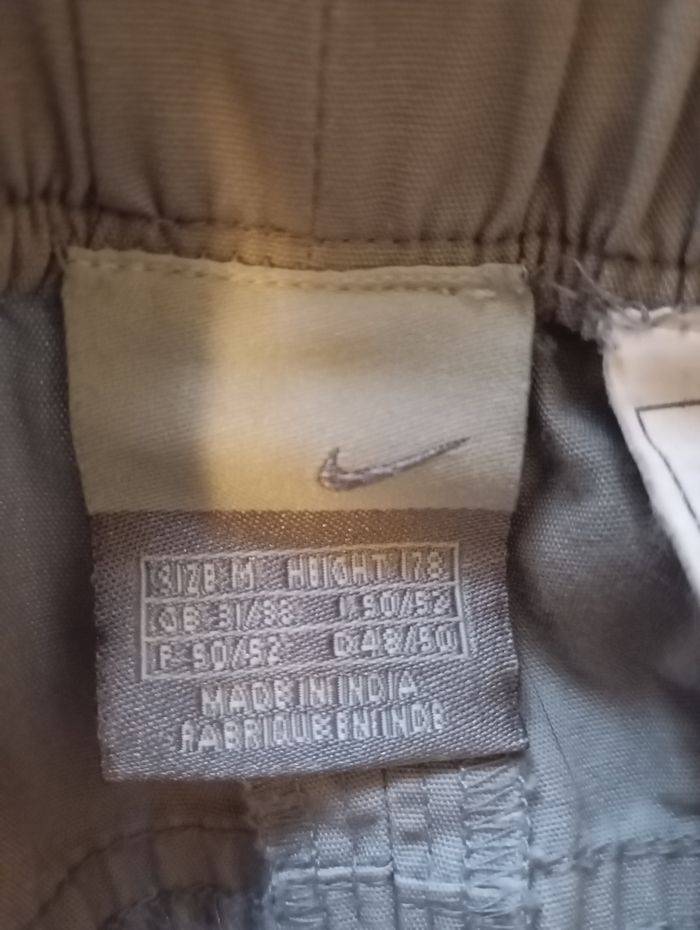 SIZE M HEIGHT 178
GB 31/33 I 50/52
F 50/52 D 48/50
MADE IN INDIA
FABRIQUE EN INDE